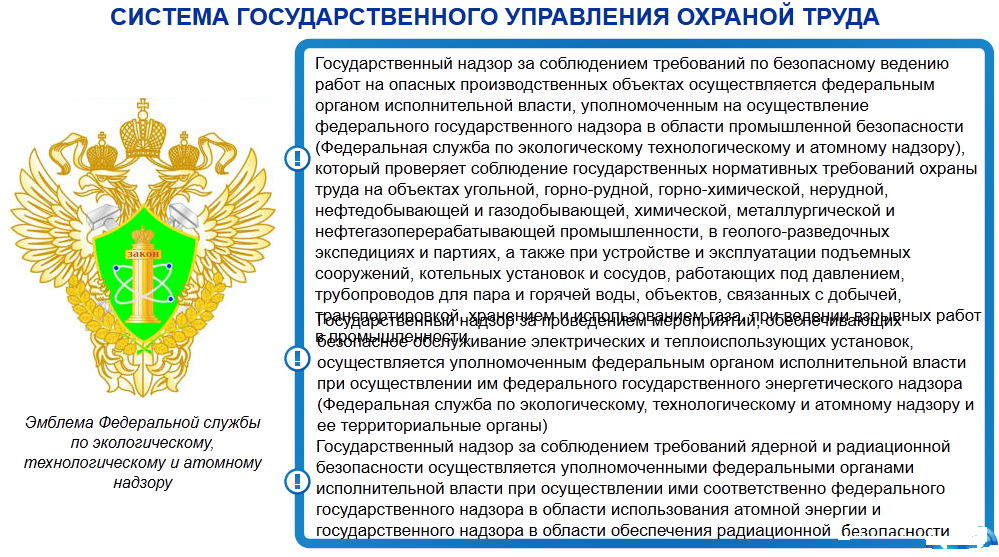 СИСТЕМА ГОСУДАРСТВЕННОГО УПРАВЛЕНИЯ ОХРАНОЙ ТРУДА
закон
Эмблема Федеральной службы
по экологическому,
технологическому и атомному
надзору
Государственный надзор за соблюдением требований по безопасному ведению
работ на опасных производственных объектах осуществляется федеральным
органом исполнительной власти, уполномоченным на осуществление
федерального государственного надзора в области промышленной безопасности
(Федеральная служба по экологическому технологическому и атомному надзору),
который проверяет соблюдение государственных нормативных требований охраны
труда на объектах угольной, горно-рудной, горно-химической, нерудной,
нефтедобывающей и газодобывающей, химической, металлургической и
нефтегазоперерабатывающей промышленности, в геолого-разведочных
экспедициях и партиях, а также при устройстве и эксплуатации подъемных
сооружений, котельных установок и сосудов, работающих под давлением,
трубопроводов для пара и горячей воды, объектов, связанных с добычей,
транспортировкой, хранением и использованием газа, при ведении взрывных работ
в промышленности
Государственный надзор за проведением мероприятий, обеспечивающих
безопасное обслуживание электрических и теплоиспользующих установок,
осуществляется уполномоченным федеральным органом исполнительной власти
при осуществлении им федерального государственного энергетического надзора
(Федеральная служба по экологическому, технологическому и атомному надзору и
ее территориальные органы)
Государственный надзор за соблюдением требований ядерной и радиационной
безопасности осуществляется уполномоченными федеральными органами
исполнительной власти при осуществлении ими соответственно федерального
государственного надзора в области использования атомной энергии и
государственного надзора в области обеспечения радиационной безопасности